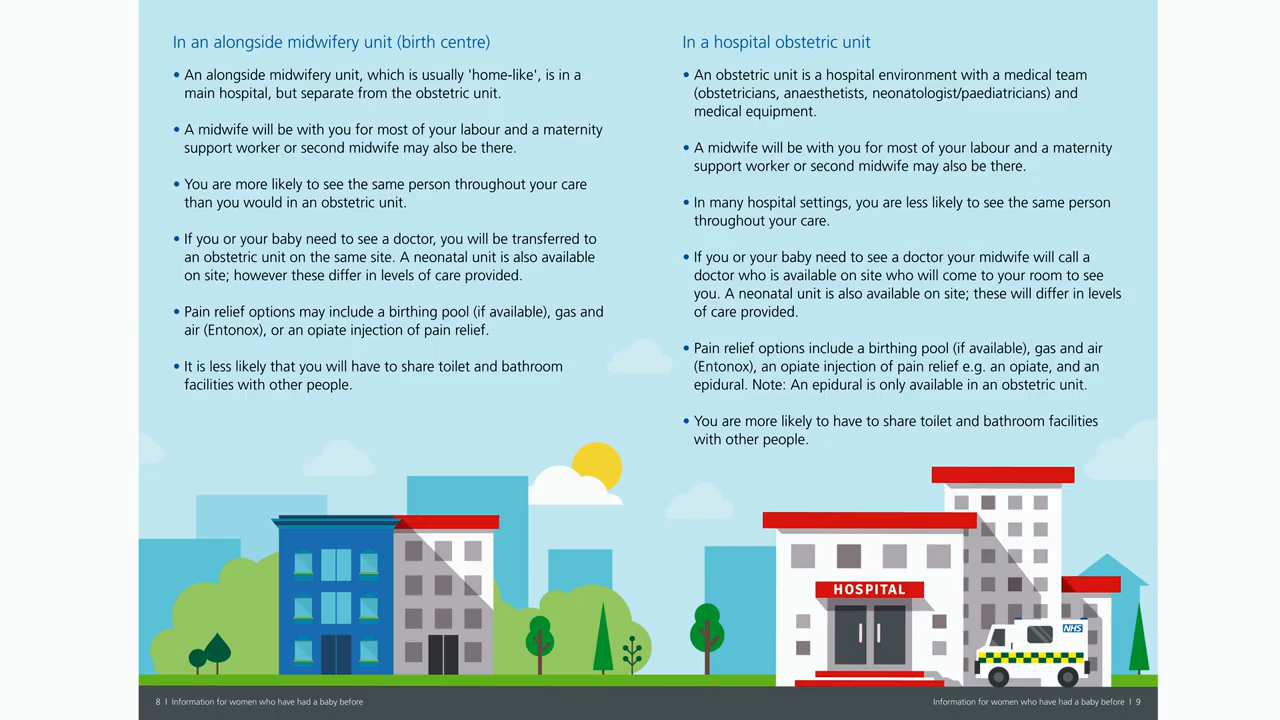 In an alongside midwifery unit (birth centre)
• An alongside midwifery unit, which is usually 'home-like', is in a
main hospital, but separate from the obstetric unit.
• A midwife will be with you for most of your labour and a maternity
support worker or second midwife may also be there.
• You are more likely to see the same person throughout your care
than you would in an obstetric unit.
• If you or your baby need to see a doctor, you will be transferred to
an obstetric unit on the same site. A neonatal unit is also available
on site; however these differ in levels of care provided.
• Pain relief options may include a birthing pool (if available), gas and
air (Entonox), or an opiate injection of pain relief.
• It is less likely that you will have to share toilet and bathroom
facilities with other people.
8 | Information for women who have had a baby before
In a hospital obstetric unit
• An obstetric unit is a hospital environment with a medical team
(obstetricians, anaesthetists, neonatologist/paediatricians) and
medical equipment.
• A midwife will be with you for most of your labour and a maternity
support worker or second midwife may also be there.
• In many hospital settings, you are less likely to see the same person
throughout your care.
• If you or your baby need to see a doctor your midwife will call a
doctor who is available on site who will come to your room to see
you. A neonatal unit is also available on site; these will differ in levels
of care provided.
• Pain relief options include a birthing pool (if available), gas and air
(Entonox), an opiate injection of pain relief e.g. an opiate, and an
epidural. Note: An epidural is only available in an obstetric unit.
• You are more likely to have to share toilet and bathroom facilities
with other people.
HOSPITAL
NHS
Information for women who have had a baby before | 9